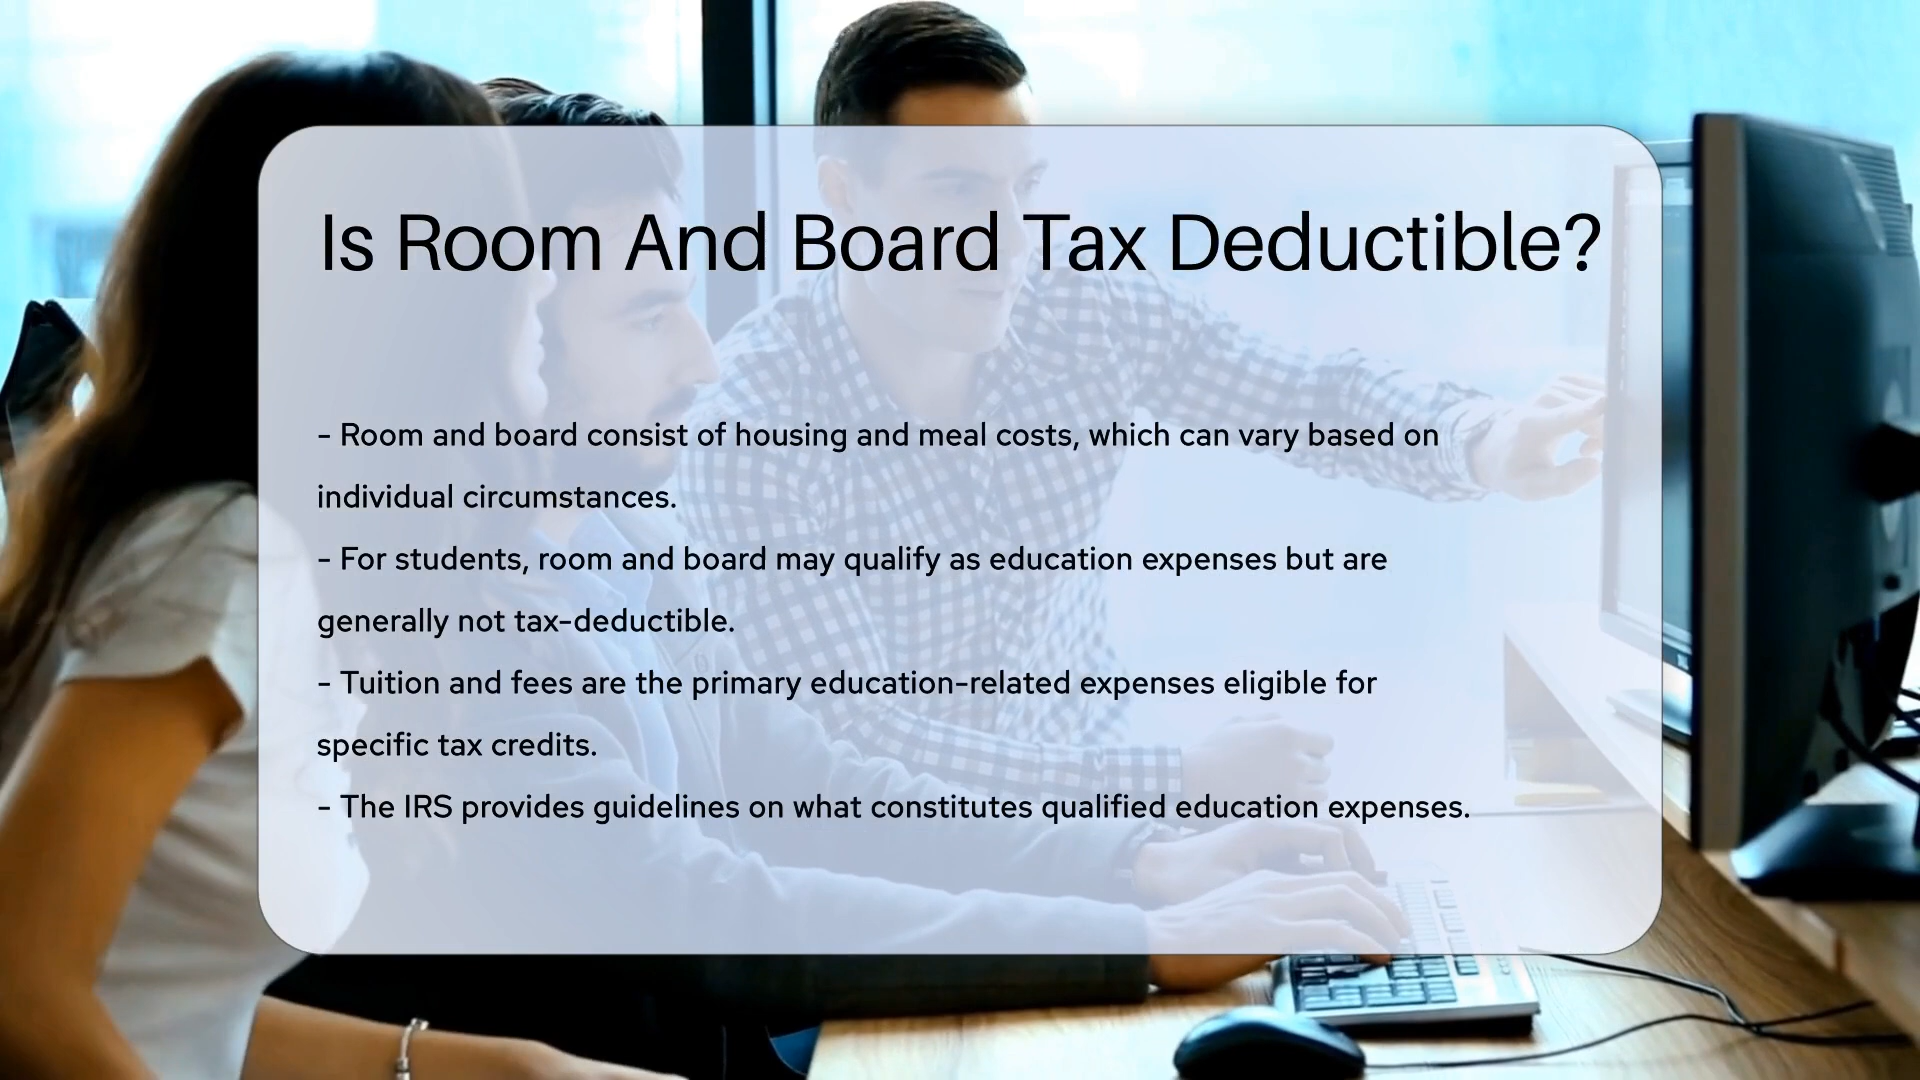 Is Room And Board Tax Deductible?
- Room and board consist of housing and meal costs, which can vary based on
individual circumstances.
- For students, room and board may qualify as education expenses but are
generally not tax-deductible.
- Tuition and fees are the primary education-related expenses eligible for
specific tax credits.
- The IRS provides guidelines on what constitutes qualified education expenses.